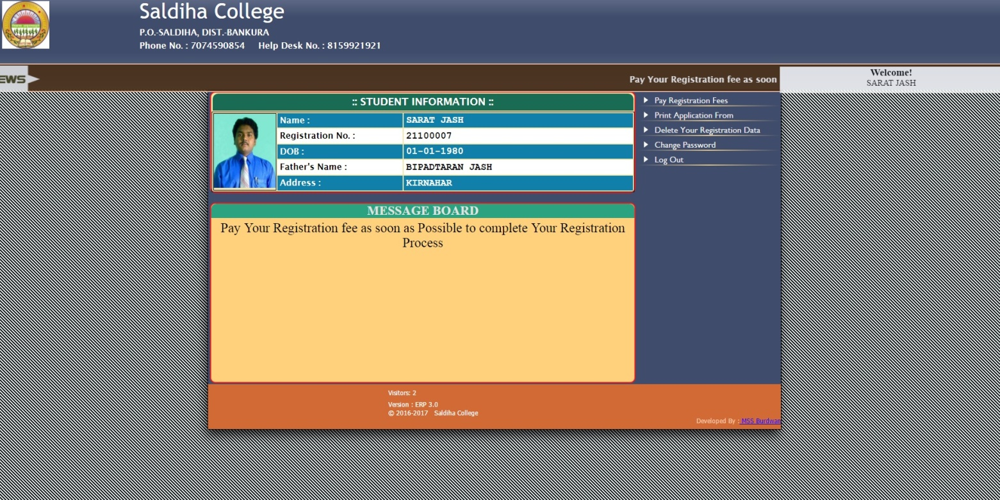 Saldiha College
P.O.-SALDIHA, DIST.-BANKURA
Phone No. : 7074590854 Help Desk No. : 8159921921
EWS
Pay Your Registration fee as soon
Welcome!
SARAT JASH
:: STUDENT INFORMATION ::
Name : SARAT JASH
Registration No. : 21100007
DOB : 01-01-1980
Father's Name : BIPADTARAN JASH
Address : KIRNAHAR
Pay Registration Fees
Print Application From
Delete Your Registration Data
Change Password
Log Out
MESSAGE BOARD
Pay Your Registration fee as soon as Possible to complete Your Registration
Process
Visitors: 2
Version : ERP 3.0
© 2016-2017 Saldiha College
Developed By : MSS Burdwan